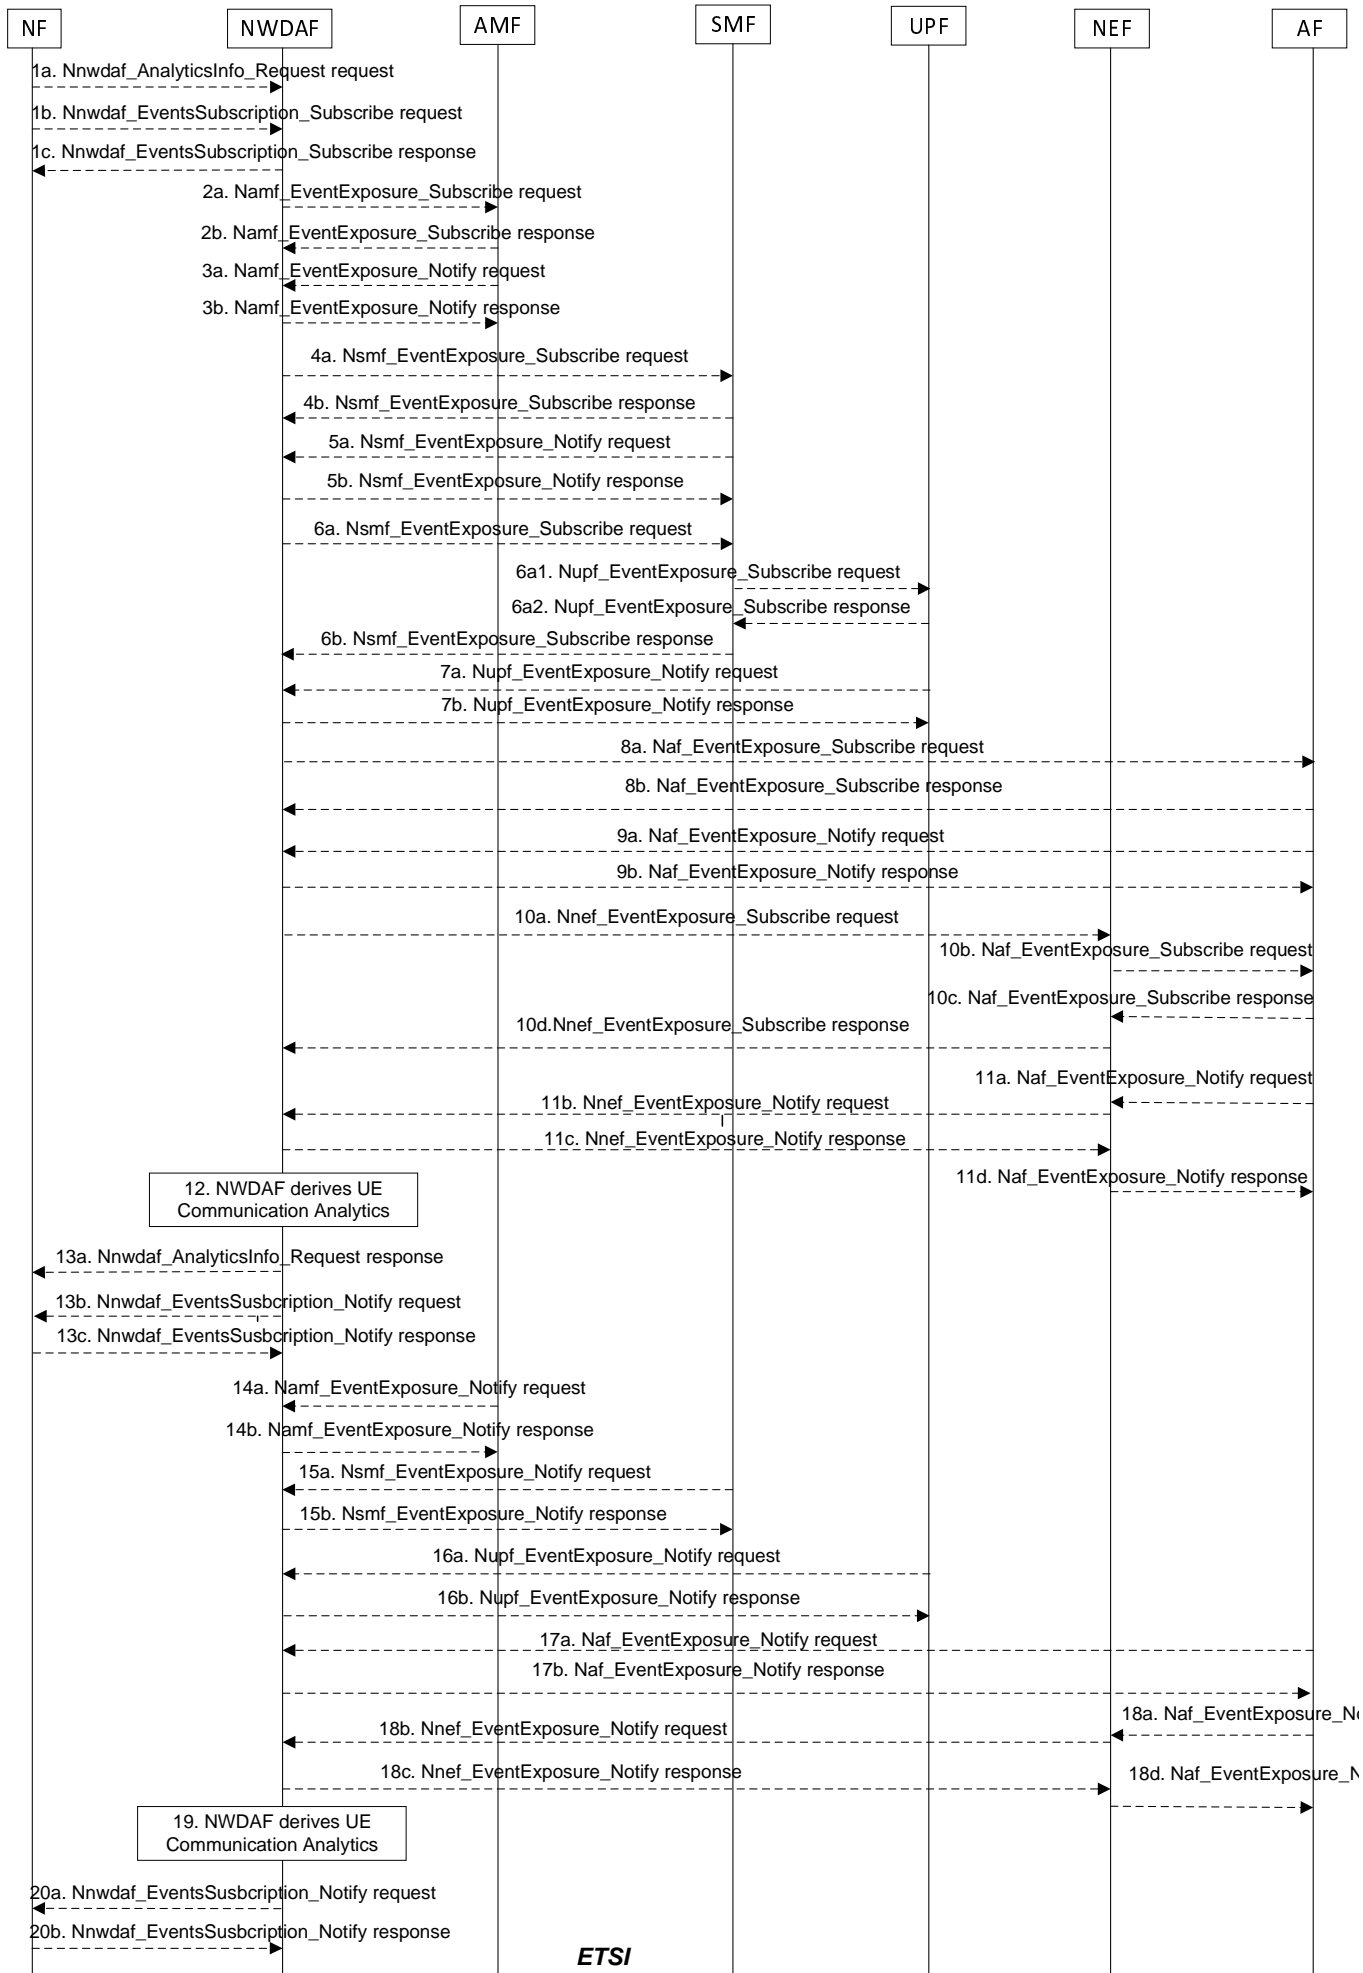 NF NWDAF AMF SMF UPF NEF AF
1a. Nnwdaf_AnalyticsInfo_Request request
1b. Nnwdaf_EventsSubscription_Subscribe request
1c. Nnwdaf_EventsSubscription_Subscribe response
2a. Namf_EventExposure_Subscribe request
2b. Namf_EventExposure_Subscribe response
3a. Namf_EventExposure_Notify request
3b. Namf_EventExposure_Notify response
4a. Nsmf_EventExposure_Subscribe request
4b. Nsmf_EventExposure_Subscribe response
5a. Nsmf_EventExposure_Notify request
5b. Nsmf_EventExposure_Notify response
6a. Nsmf_EventExposure_Subscribe request
6a1. Nupf_EventExposure_Subscribe request
6a2. Nupf_EventExposure_Subscribe response
6b. Nsmf_EventExposure_Subscribe response
7a. Nupf_EventExposure_Notify request
7b. Nupf_EventExposure_Notify response
8a. Naf_EventExposure_Subscribe request
8b. Naf_EventExposure_Subscribe response
9a. Naf_EventExposure_Notify request
9b. Naf_EventExposure_Notify response
10a. Nnef_EventExposure_Subscribe request
10b. Naf_EventExposure_Subscribe request
10c. Naf_EventExposure_Subscribe response
10d.Nnef_EventExposure_Subscribe response
11a. Naf_EventExposure_Notify request
11b. Nnef_EventExposure_Notify request
11c. Nnef_EventExposure_Notify response
11d. Naf_EventExposure_Notify response
12. NWDAF derives UE
Communication Analytics
13a. Nnwdaf_AnalyticsInfo_Request response
13b. Nnwdaf_EventsSusbcription_Notify request
13c. Nnwdaf_EventsSusbcription_Notify response
14a. Namf_EventExposure_Notify request
14b. Namf_EventExposure_Notify response
15a. Nsmf_EventExposure_Notify request
15b. Nsmf_EventExposure_Notify response
16a. Nupf_EventExposure_Notify request
16b. Nupf_EventExposure_Notify response
17a. Naf_EventExposure_Notify request
17b. Naf_EventExposure_Notify response
18a. Naf_EventExposure_No
18b. Nnef_EventExposure_Notify request
18c. Nnef_EventExposure_Notify response
18d. Naf_EventExposure_N
19. NWDAF derives UE
Communication Analytics
20a. Nnwdaf_EventsSusbcription_Notify request
20b. Nnwdaf_EventsSusbcription_Notify response
ETSI